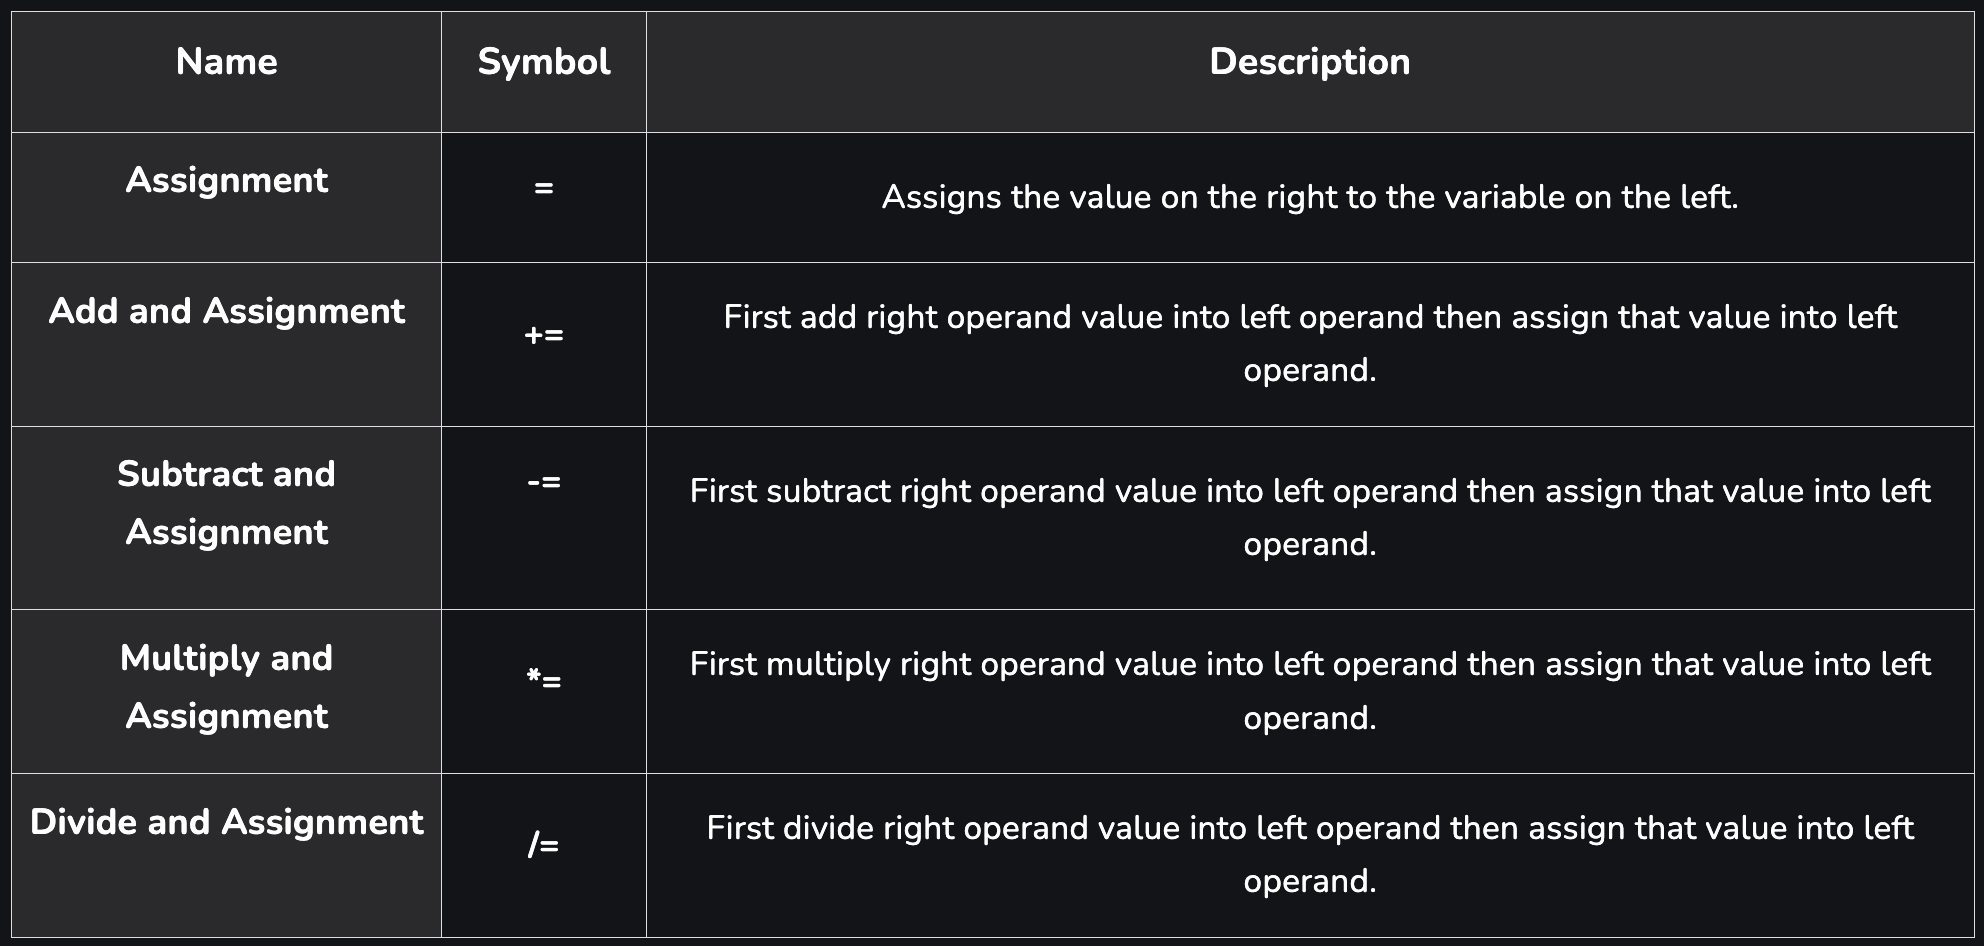 Name Symbol Description
Assignment = Assigns the value on the right to the variable on the left.
Add and Assignment += First add right operand value into left operand then assign that value into left
operand.
Subtract and -= First subtract right operand value into left operand then assign that value into left
Assignment operand.
Multiply and *= First multiply right operand value into left operand then assign that value into left
Assignment operand.
Divide and Assignment /= First divide right operand value into left operand then assign that value into left
operand.